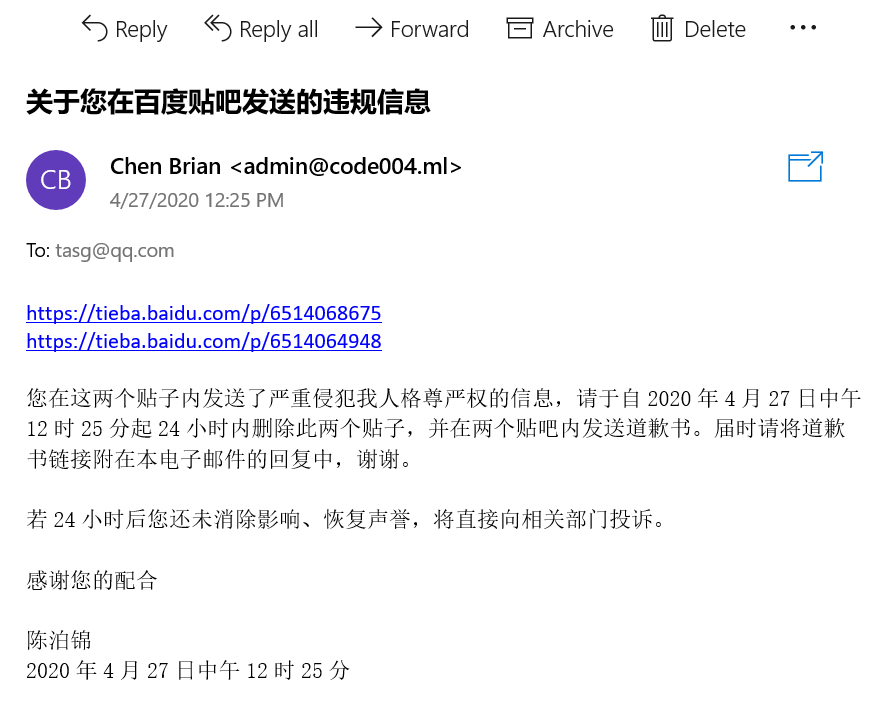 Reply Reply all Forward Archive Delete ...
关于您在百度贴吧发送的违规信息
CB
Chen Brian <admin@code004.ml>
4/27/2020 12:25 PM
To: tasg@qq.com
https://tieba.baidu.com/p/6514068675
https://tieba.baidu.com/p/6514064948
您在这两个贴子内发送了严重侵犯我人格尊严权的信息，请于自 2020 年 4 月 27 日中午
12 时 25 分起 24 小时内删除此两个贴子，并在两个贴吧内发送道歉书。届时请将道歉
书链接附在本电子邮件的回复中，谢谢。
若 24 小时后您还未消除影响、恢复声誉，将直接向相关部门投诉。
感谢您的配合
陈泊锦
2020 年 4 月 27 日中午 12 时 25 分